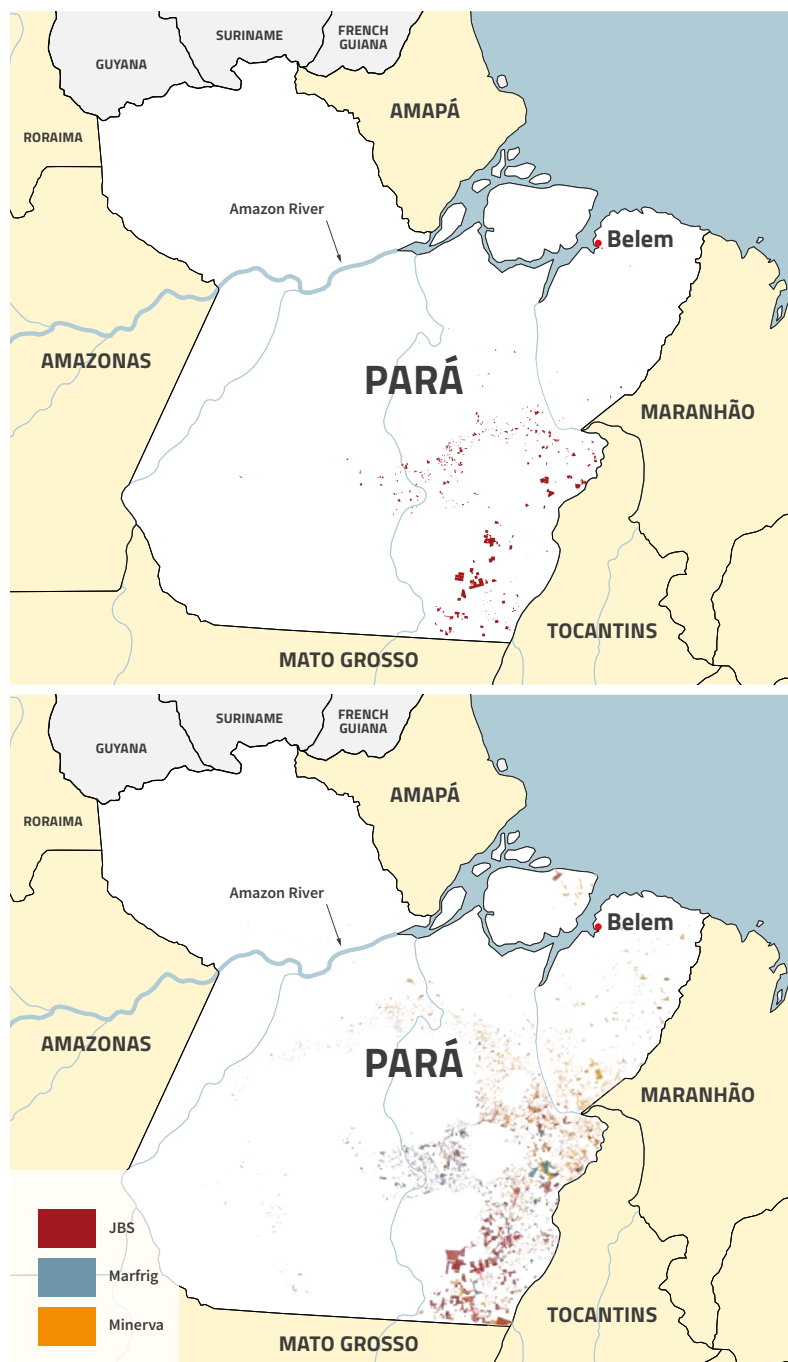 SURINAME
FRENCH
GUIANA
GUYANA
AMAPÁ
RORAIMA
Amazon River
Belem
AMAZONAS
PARÁ
MARANHÃO
TOCANTINS
MATO GROSSO
SURINAME
FRENCH
GUIANA
GUYANA
AMAPÁ
RORAIMA
Amazon River
Belem
AMAZONAS
PARÁ
MARANHÃO
JBS
Marfrig
Minerva
TOCANTINS
MATO GROSSO